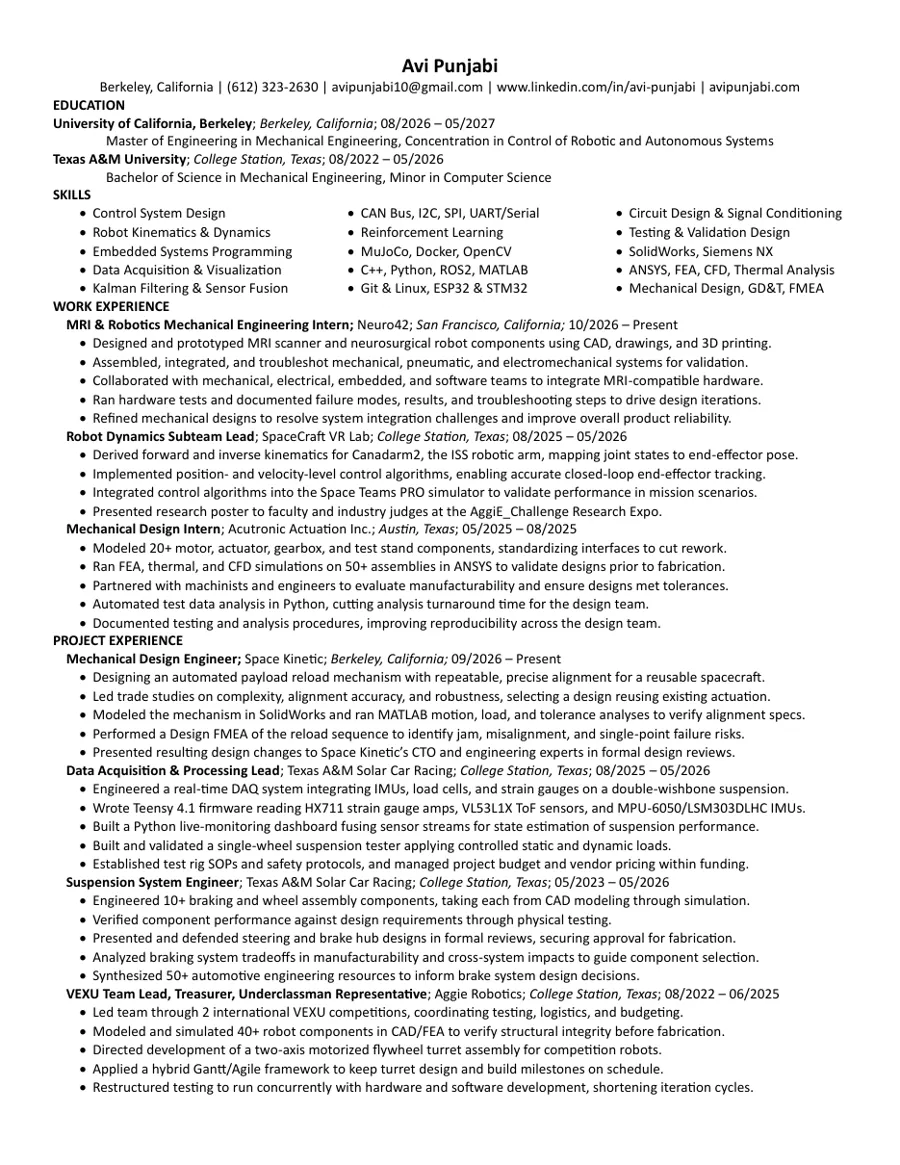 Avi Punjabi
Berkeley, California | (612) 323-2630 | avipunjabi10@gmail.com | www.linkedin.com/in/avi-punjabi | avipunjabi.com
EDUCATION
University of California, Berkeley; Berkeley, California; 08/2026 – 05/2027
Master of Engineering in Mechanical Engineering, Concentration in Control of Robotic and Autonomous Systems
Texas A&M University; College Station, Texas; 08/2022 – 05/2026
Bachelor of Science in Mechanical Engineering, Minor in Computer Science
SKILLS
• Control System Design
• Robot Kinematics & Dynamics
• Embedded Systems Programming
• Data Acquisition & Visualization
• Kalman Filtering & Sensor Fusion
• CAN Bus, I2C, SPI, UART/Serial
• Reinforcement Learning
• MuJoCo, Docker, OpenCV
• C++, Python, ROS2, MATLAB
• Git & Linux, ESP32 & STM32
• Circuit Design & Signal Conditioning
• Testing & Validation Design
• SolidWorks, Siemens NX
• ANSYS, FEA, CFD, Thermal Analysis
• Mechanical Design, GD&T, FMEA
WORK EXPERIENCE
MRI & Robotics Mechanical Engineering Intern; Neuro42; San Francisco, California; 10/2026 – Present
• Designed and prototyped MRI scanner and neurosurgical robot components using CAD, drawings, and 3D printing.
• Assembled, integrated, and troubleshot mechanical, pneumatic, and electromechanical systems for validation.
• Collaborated with mechanical, electrical, embedded, and software teams to integrate MRI-compatible hardware.
• Ran hardware tests and documented failure modes, results, and troubleshooting steps to drive design iterations.
• Refined mechanical designs to resolve system integration challenges and improve overall product reliability.
Robot Dynamics Subteam Lead; SpaceCraft VR Lab; College Station, Texas; 08/2025 – 05/2026
• Derived forward and inverse kinematics for Canadarm2, the ISS robotic arm, mapping joint states to end-effector pose.
• Implemented position- and velocity-level control algorithms, enabling accurate closed-loop end-effector tracking.
• Integrated control algorithms into the Space Teams PRO simulator to validate performance in mission scenarios.
• Presented research poster to faculty and industry judges at the AggiE_Challenge Research Expo.
Mechanical Design Intern; Acutronic Actuation Inc.; Austin, Texas; 05/2025 – 08/2025
• Modeled 20+ motor, actuator, gearbox, and test stand components, standardizing interfaces to cut rework.
• Ran FEA, thermal, and CFD simulations on 50+ assemblies in ANSYS to validate designs prior to fabrication.
• Partnered with machinists and engineers to evaluate manufacturability and ensure designs met tolerances.
• Automated test data analysis in Python, cutting analysis turnaround time for the design team.
• Documented testing and analysis procedures, improving reproducibility across the design team.
PROJECT EXPERIENCE
Mechanical Design Engineer; Space Kinetic; Berkeley, California; 09/2026 – Present
• Designing an automated payload reload mechanism with repeatable, precise alignment for a reusable spacecraft.
• Led trade studies on complexity, alignment accuracy, and robustness, selecting a design reusing existing actuation.
• Modeled the mechanism in SolidWorks and ran MATLAB motion, load, and tolerance analyses to verify alignment specs.
• Performed a Design FMEA of the reload sequence to identify jam, misalignment, and single-point failure risks.
• Presented resulting design changes to Space Kinetic’s CTO and engineering experts in formal design reviews.
Data Acquisition & Processing Lead; Texas A&M Solar Car Racing; College Station, Texas; 08/2025 – 05/2026
• Engineered a real-time DAQ system integrating IMUs, load cells, and strain gauges on a double-wishbone suspension.
• Wrote Teensy 4.1 firmware reading HX711 strain gauge amps, VL53L1X ToF sensors, and MPU-6050/LSM303DLHC IMUs.
• Built a Python live-monitoring dashboard fusing sensor streams for state estimation of suspension performance.
• Built and validated a single-wheel suspension tester applying controlled static and dynamic loads.
• Established test rig SOPs and safety protocols, and managed project budget and vendor pricing within funding.
Suspension System Engineer; Texas A&M Solar Car Racing; College Station, Texas; 05/2023 – 05/2026
• Engineered 10+ braking and wheel assembly components, taking each from CAD modeling through simulation.
• Verified component performance against design requirements through physical testing.
• Presented and defended steering and brake hub designs in formal reviews, securing approval for fabrication.
• Analyzed braking system tradeoffs in manufacturability and cross-system impacts to guide component selection.
• Synthesized 50+ automotive engineering resources to inform brake system design decisions.
VEXU Team Lead, Treasurer, Underclassman Representative; Aggie Robotics; College Station, Texas; 08/2022 – 06/2025
• Led team through 2 international VEXU competitions, coordinating testing, logistics, and budgeting.
• Modeled and simulated 40+ robot components in CAD/FEA to verify structural integrity before fabrication.
• Directed development of a two-axis motorized flywheel turret assembly for competition robots.
• Applied a hybrid Gantt/Agile framework to keep turret design and build milestones on schedule.
• Restructured testing to run concurrently with hardware and software development, shortening iteration cycles.